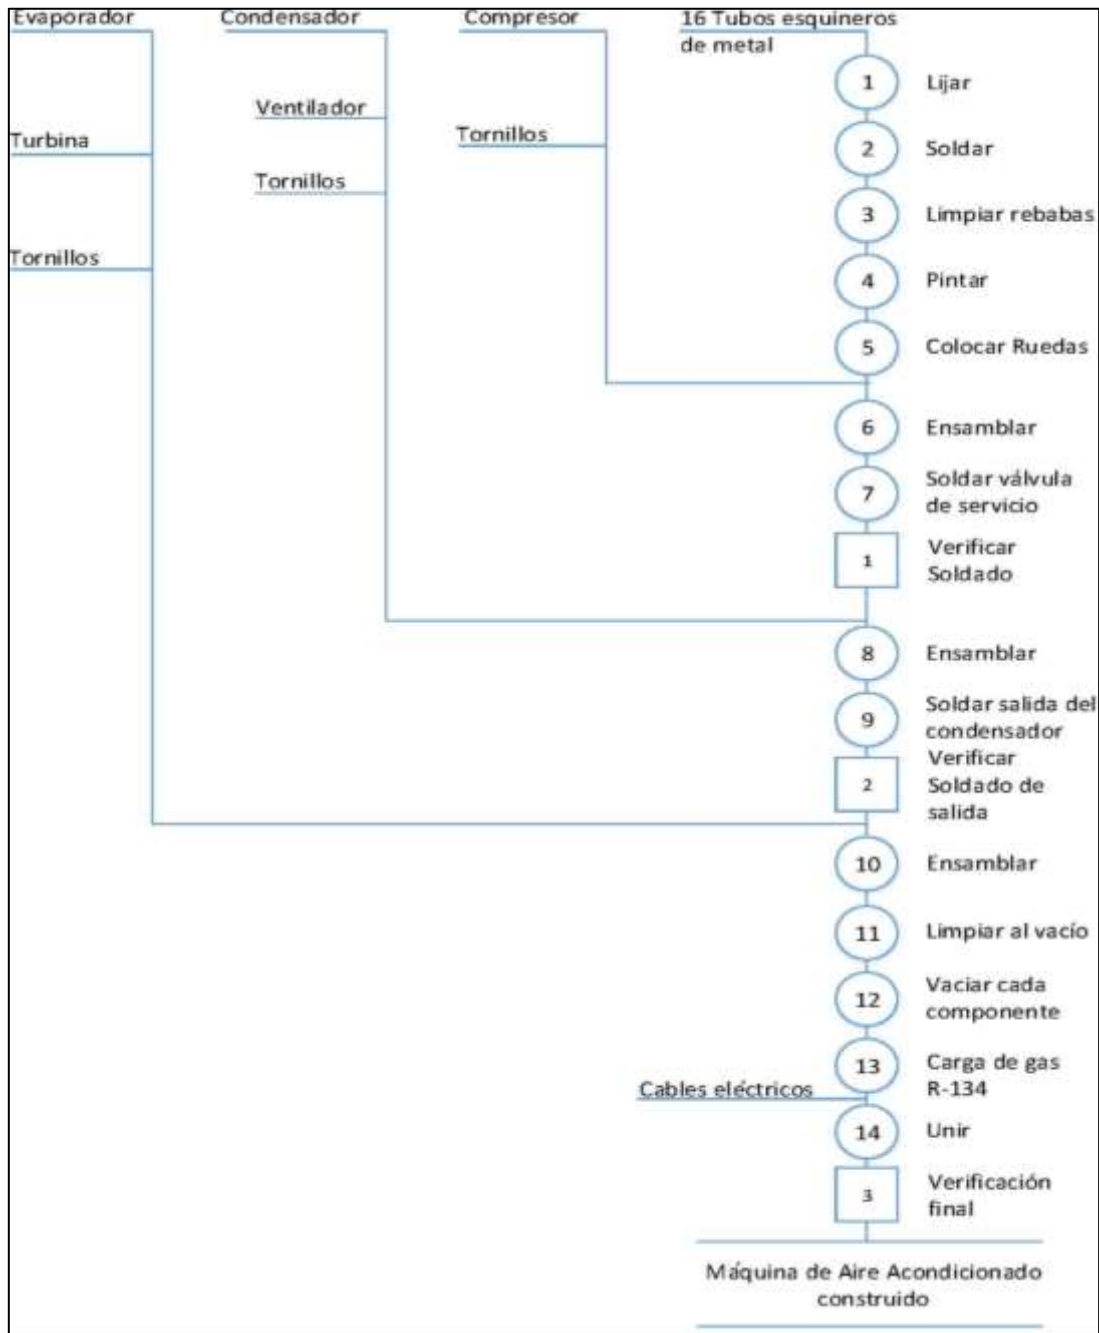 Evaporador
Condensador
Compresor
16 Tubos esquineros
de metal
1
Lijar
Ventilador
Turbina
Tornillos
2
Soldar
Tornillos
3
Limpiar rebabas
Tornillos
4
Pintar
5
Colocar Ruedas
6
Ensamblar
7
Soldar válvula
de servicio
1
Verificar
Soldado
8
Ensamblar
9
Soldar salida del
condensador
2
Verificar
Soldado de
salida
10
Ensamblar
11
Limpiar al vacío
12
Vaciar cada
componente
13
Carga de gas
R-134
Cables eléctricos
14
Unir
3
Verificación
final
Máquina de Aire Acondicionado
construido